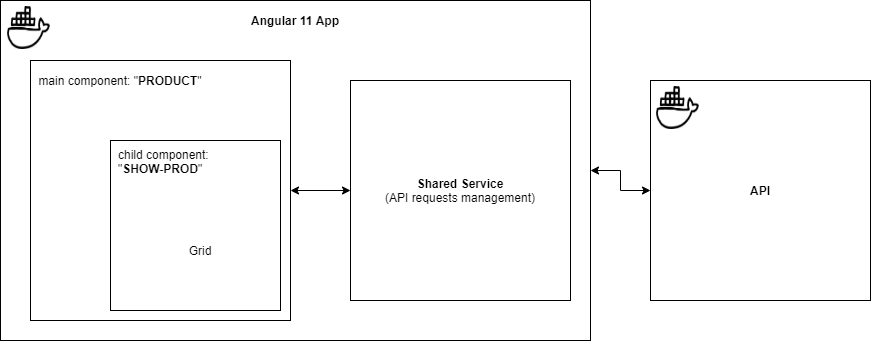 Angular 11 App
main component: "PRODUCT"
child component:
"SHOW-PROD"
Grid
Shared Service
(API requests management)
API